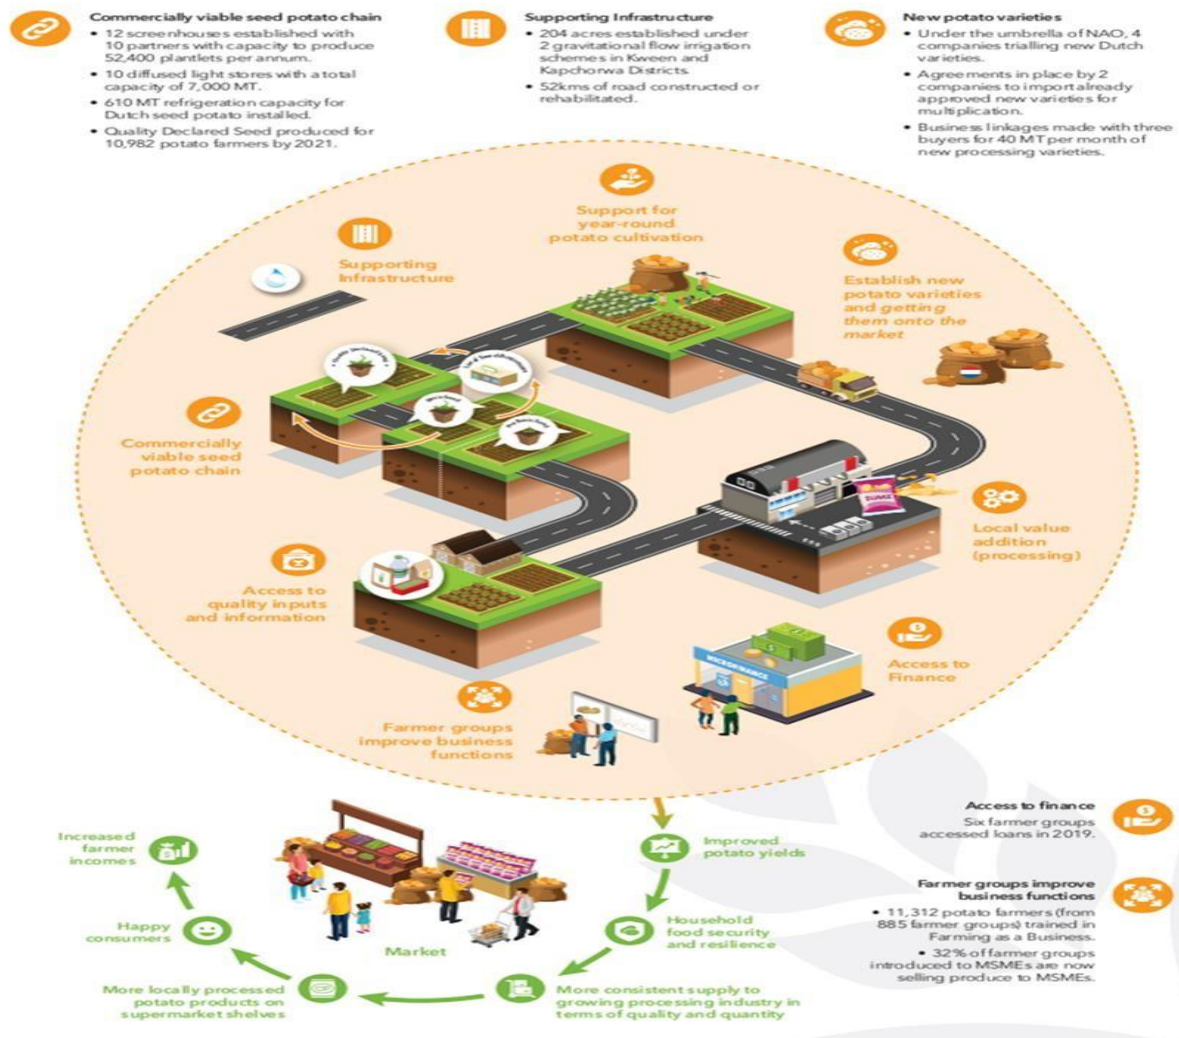 Commercially viable seed potato chain
• 12 screenhouses established with
10 partners with capacity to produce
52,400 plantlets per annum.
• 10 diffused light stores with a total
capacity of 7,000 MT.
• 610 MT refrigeration capacity for
Dutch seed potato installed.
• Quality Declared Seed produced for
10,982 potato farmers by 2021.
Supporting Infrastructure
• 204 acres established under
2 gravitational flow irrigation
schemes in Kween and
Kapchorwa Districts.
• 52kms of road constructed or
rehabilitated.
New potato varieties
• Under the umbrella of NAO, 4
companies trialling new Dutch
varieties.
• Agreements in place by 2
companies to import already
approved new varieties for
multiplication.
• Business linkages made with three
buyers for 40 MT per month of
new processing varieties.
Support for
year-round
potato cultivation
Supporting
Infrastructure
Establish new
potato varieties
and getting
them onto the
market
Commercially
viable seed
potato chain
Local value
addition
(processing)
Access to
quality inputs
and information
Access to
Finance
MICROFINANCE
Farmer groups
improve business
functions
Access to finance
Six farmer groups
accessed loans in 2019.
Farmer groups improve
business functions
• 11,312 potato farmers (from
885 farmer groups) trained in
Farming as a Business.
• 32% of farmer groups
introduced to MSMEs are now
selling produce to MSMEs.
Improved
potato yields
Household
food security
and resilience
More consistent supply to
growing processing industry in
terms of quality and quantity
More locally processed
potato products on
supermarket shelves
Happy
consumers
Increased
farmer
incomes
Market